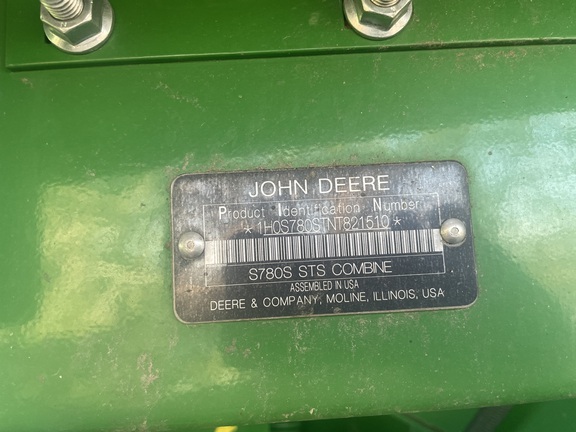 JOHN DEERE
Product Identification Number
*1H0S780STNT821510*
S780S STS COMBINE
ASSEMBLED IN USA
DEERE & COMPANY, MOLINE, ILLINOIS, USA